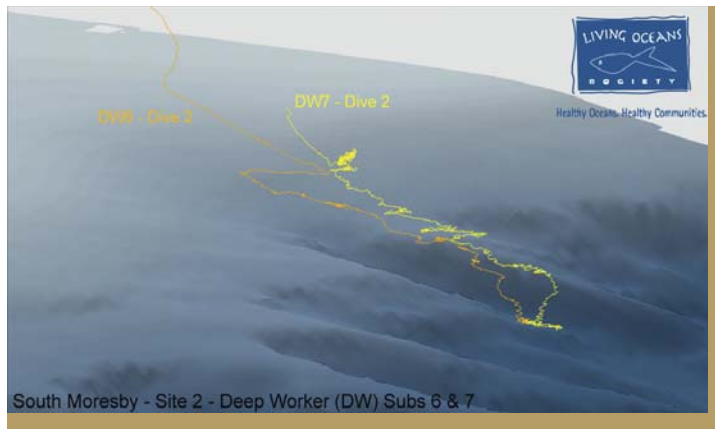 LIVING OCEANS
SOCIETY
Healthy Oceans. Healthy Communities.
DW7 - Dive 2
DW6 - Dive 2
South Moresby - Site 2 - Deep Worker (DW) Subs 6 & 7